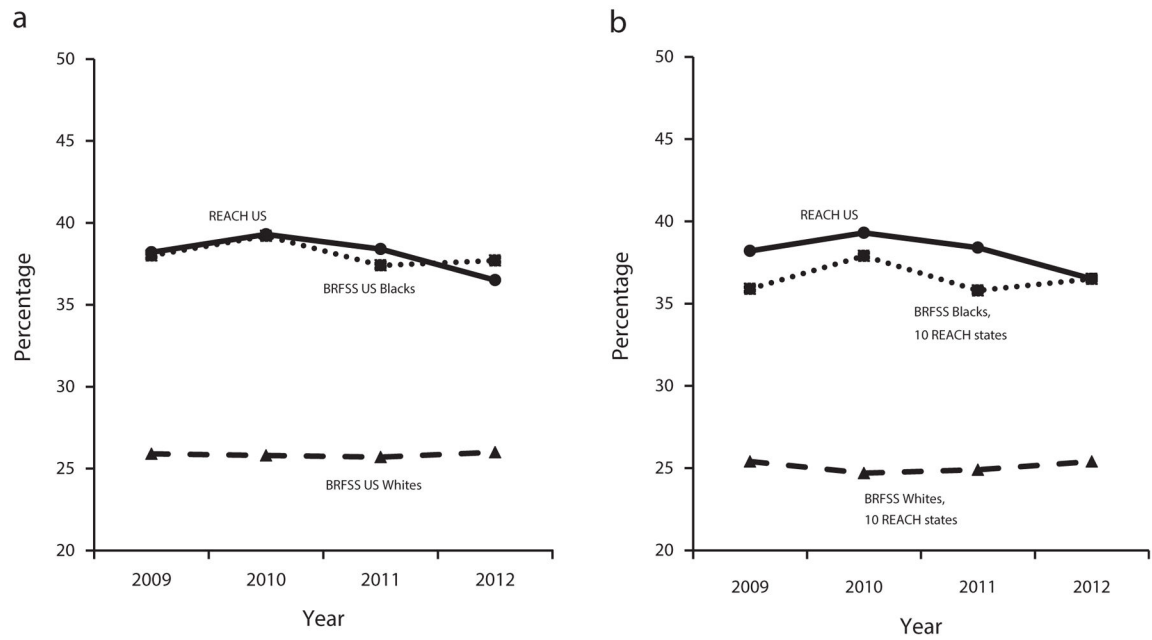 a
50
45
40
35
30
25
20
Percentage
REACH US
BRFSS US Blacks
BRFSS US Whites
2009 2010 2011 2012
Year
b
50
45
40
35
30
25
20
Percentage
REACH US
BRFSS Blacks,
10 REACH states
BRFSS Whites,
10 REACH states
2009 2010 2011 2012
Year